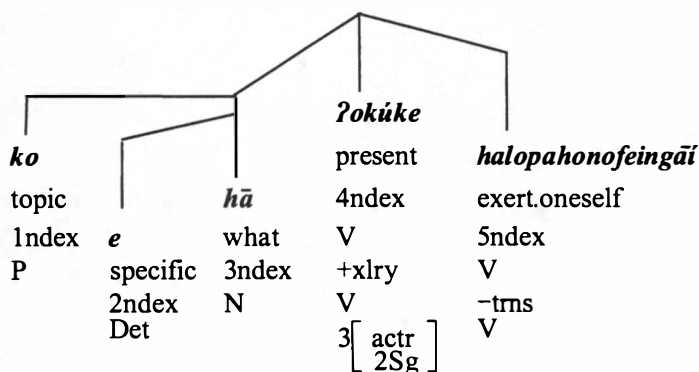 ko
topic
1ndex
P
e
specific
2ndex
Det
hā
what
3ndex
N
ʔokúke
present
4ndex
V
+xlry
V
3[actr
2Sg]
halopahonofeingāí
exert.oneself
5ndex
V
−trns
V